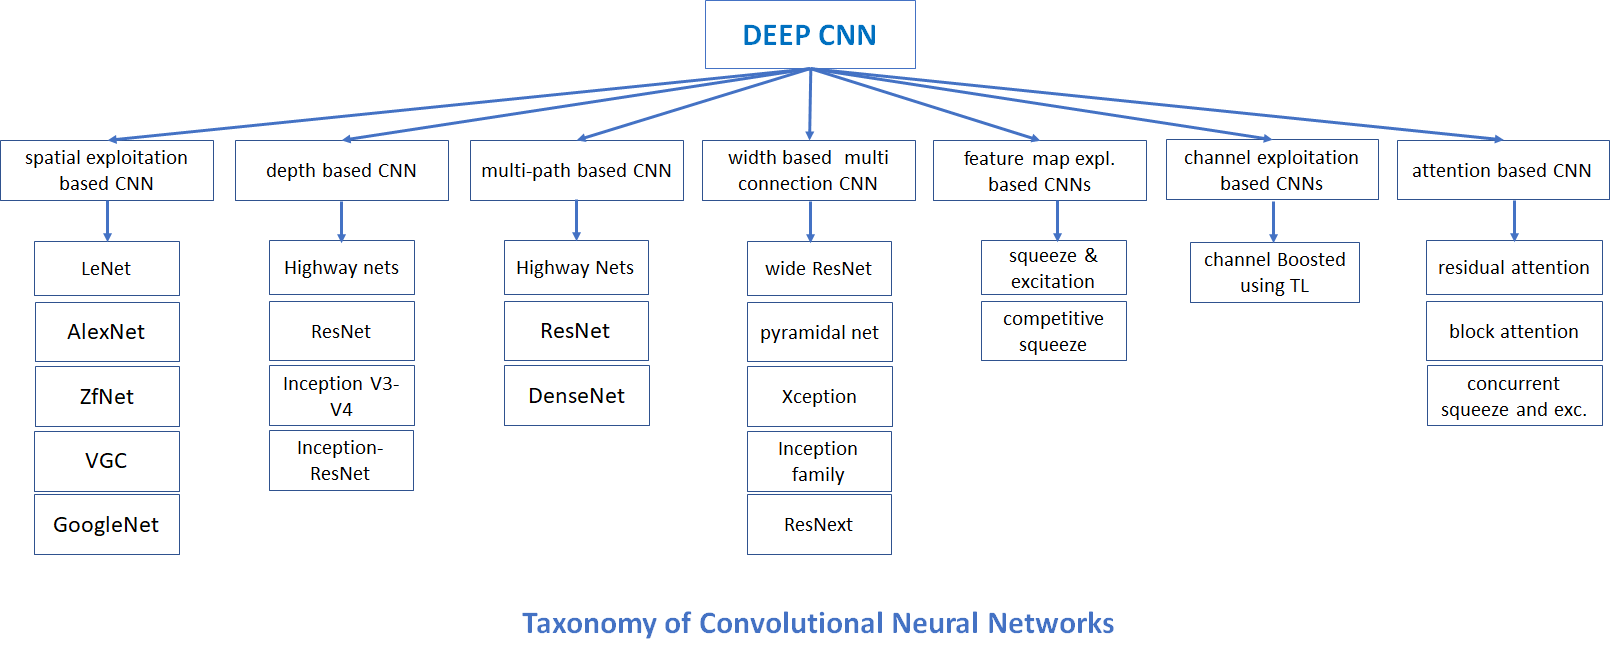 DEEP CNN
spatial exploitation
based CNN
depth based CNN
multi-path based CNN
width based multi
connection CNN
feature map expl.
based CNNs
channel exploitation
based CNNs
attention based CNN
LeNet
AlexNet
ZfNet
VGC
GoogleNet
Highway nets
ResNet
Inception V3-
V4
Inception-
ResNet
Highway Nets
ResNet
DenseNet
wide ResNet
pyramidal net
Xception
Inception
family
ResNext
squeeze &
excitation
competitive
squeeze
channel Boosted
using TL
residual attention
block attention
concurrent
squeeze and exc.
Taxonomy of Convolutional Neural Networks